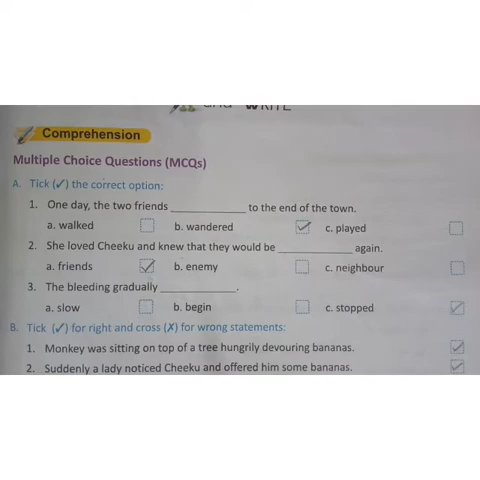 and WRITE
Comprehension
Multiple Choice Questions (MCQs)
A. Tick (✓) the correct option:
1. One day, the two friends ____________ to the end of the town.
a. walked b. wandered c. played
2. She loved Cheeku and knew that they would be ____________ again.
a. friends b. enemy c. neighbour
3. The bleeding gradually ____________.
a. slow b. begin c. stopped
B. Tick (✓) for right and cross (✗) for wrong statements:
1. Monkey was sitting on top of a tree hungrily devouring bananas.
2. Suddenly a lady noticed Cheeku and offered him some bananas.